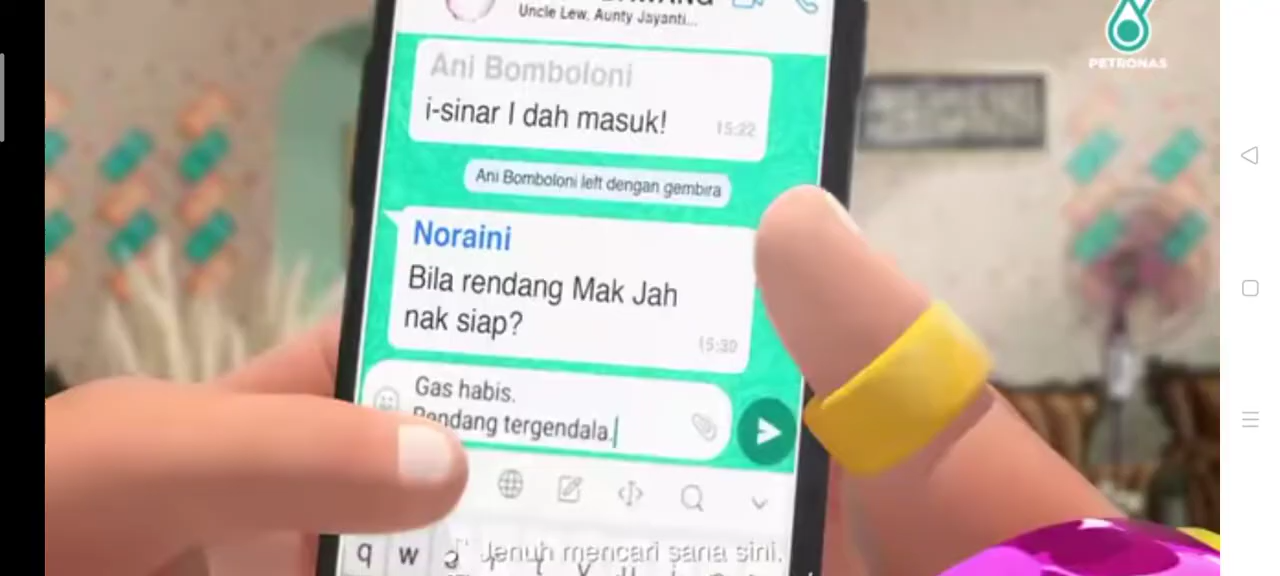 Uncle Lew, Aunty Jayanti...
PETRONAS
Ani Bomboloni
i-sinar I dah masuk!
15:22
Ani Bomboloni left dengan gembira
Noraini
Bila rendang Mak Jah
nak siap?
15:30
Gas habis.
Rendang tergendala.
q w
Jenuh mencari sana sini.